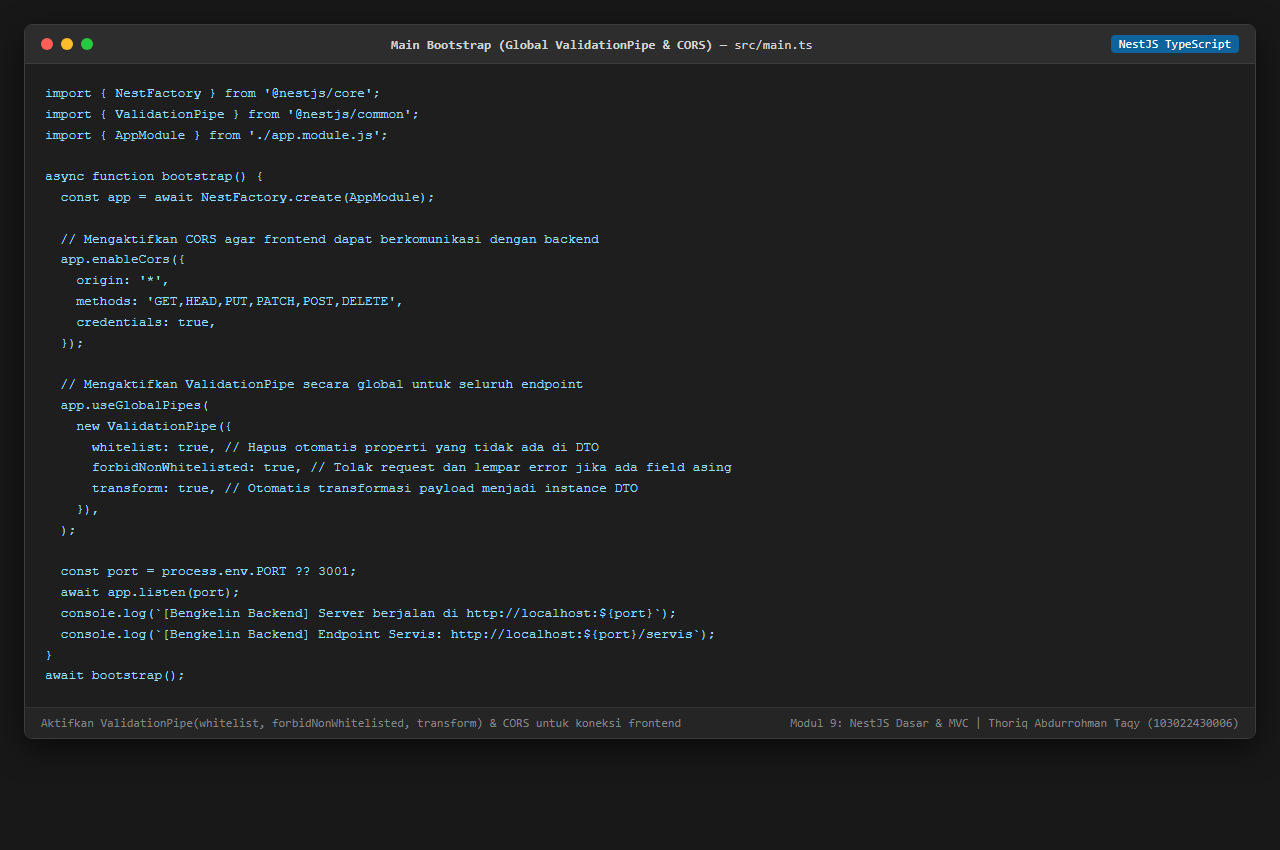 Main Bootstrap (Global ValidationPipe & CORS) — src/main.ts
NestJS TypeScript
import { NestFactory } from '@nestjs/core';
import { ValidationPipe } from '@nestjs/common';
import { AppModule } from './app.module.js';

async function bootstrap() {
  const app = await NestFactory.create(AppModule);

  // Mengaktifkan CORS agar frontend dapat berkomunikasi dengan backend
  app.enableCors({
    origin: '*',
    methods: 'GET,HEAD,PUT,PATCH,POST,DELETE',
    credentials: true,
  });

  // Mengaktifkan ValidationPipe secara global untuk seluruh endpoint
  app.useGlobalPipes(
    new ValidationPipe({
      whitelist: true, // Hapus otomatis properti yang tidak ada di DTO
      forbidNonWhitelisted: true, // Tolak request dan lempar error jika ada field asing
      transform: true, // Otomatis transformasi payload menjadi instance DTO
    }),
  );

  const port = process.env.PORT ?? 3001;
  await app.listen(port);
  console.log(`[Bengkelin Backend] Server berjalan di http://localhost:${port}`);
  console.log(`[Bengkelin Backend] Endpoint Servis: http://localhost:${port}/servis`);
}
await bootstrap();
Aktifkan ValidationPipe(whitelist, forbidNonWhitelisted, transform) & CORS untuk koneksi frontend
Modul 9: NestJS Dasar & MVC | Thoriq Abdurrohman Taqy (103022430006)